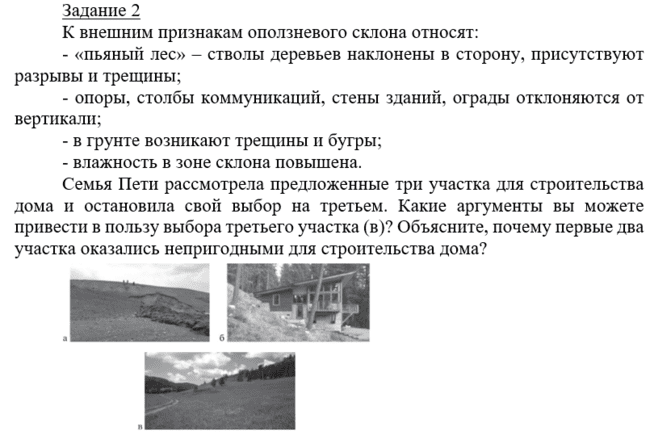 Задание 2
К внешним признакам оползневого склона относят:
- «пьяный лес» – стволы деревьев наклонены в сторону, присутствуют
разрывы и трещины;
- опоры, столбы коммуникаций, стены зданий, ограды отклоняются от
вертикали;
- в грунте возникают трещины и бугры;
- влажность в зоне склона повышена.
Семья Пети рассмотрела предложенные три участка для строительства
дома и остановила свой выбор на третьем. Какие аргументы вы можете
привести в пользу выбора третьего участка (в)? Объясните, почему первые два
участка оказались непригодными для строительства дома?
а
б
в